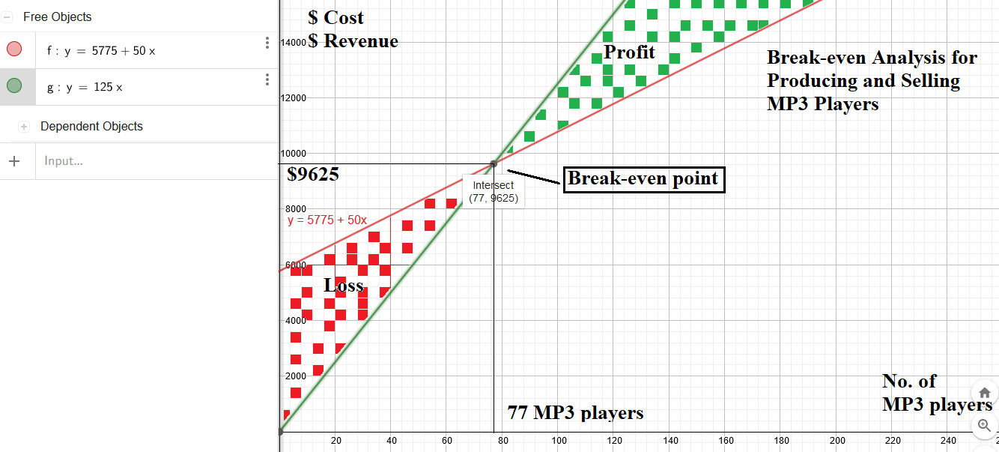 Free Objects
f : y = 5775 + 50 x
g : y = 125 x
Dependent Objects
Input...
$ Cost
$ Revenue
14000
12000
10000
8000
6000
4000
2000
Profit
Break-even Analysis for
Producing and Selling
MP3 Players
$9625
Break-even point
Intersect
(77, 9625)
y = 5775 + 50x
Loss
77 MP3 players
No. of
MP3 players
20 40 60 80 100 120 140 160 180 200 220 240